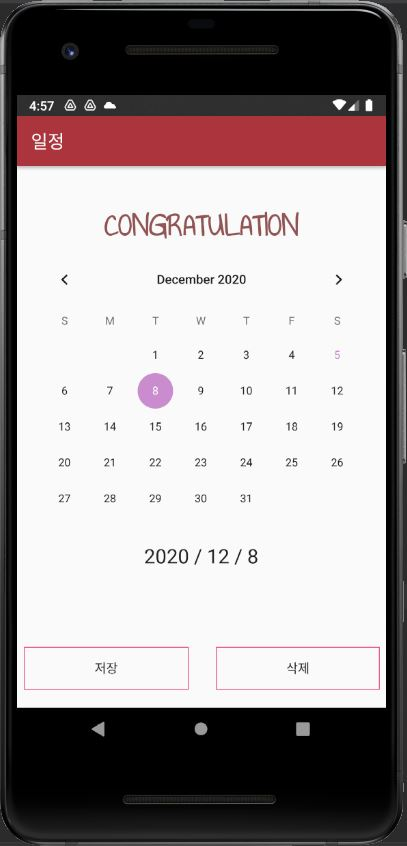 4:57
일정
CONGRATULATION
December 2020
S M T W T F S
1 2 3 4 5
6 7 8 9 10 11 12
13 14 15 16 17 18 19
20 21 22 23 24 25 26
27 28 29 30 31
2020 / 12 / 8
저장 삭제